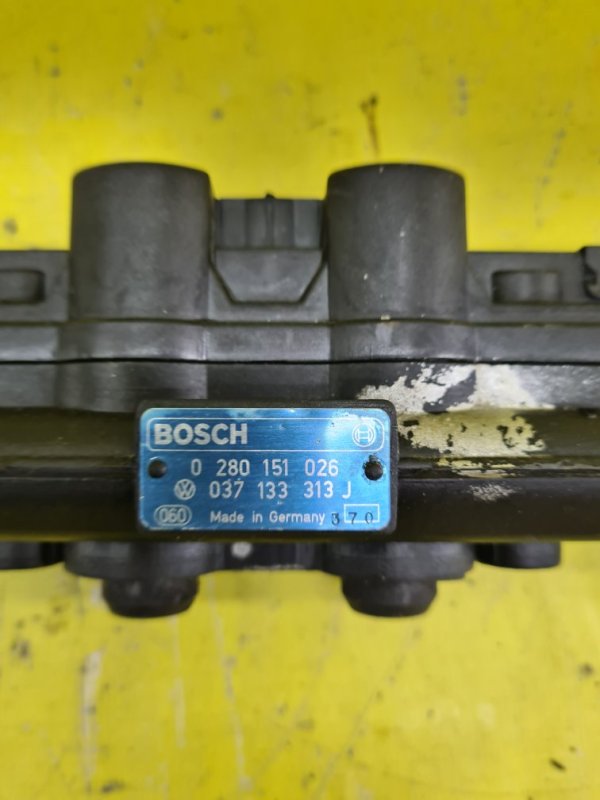 BOSCH
0 280 151 026
037 133 313 J
060 Made in Germany 370